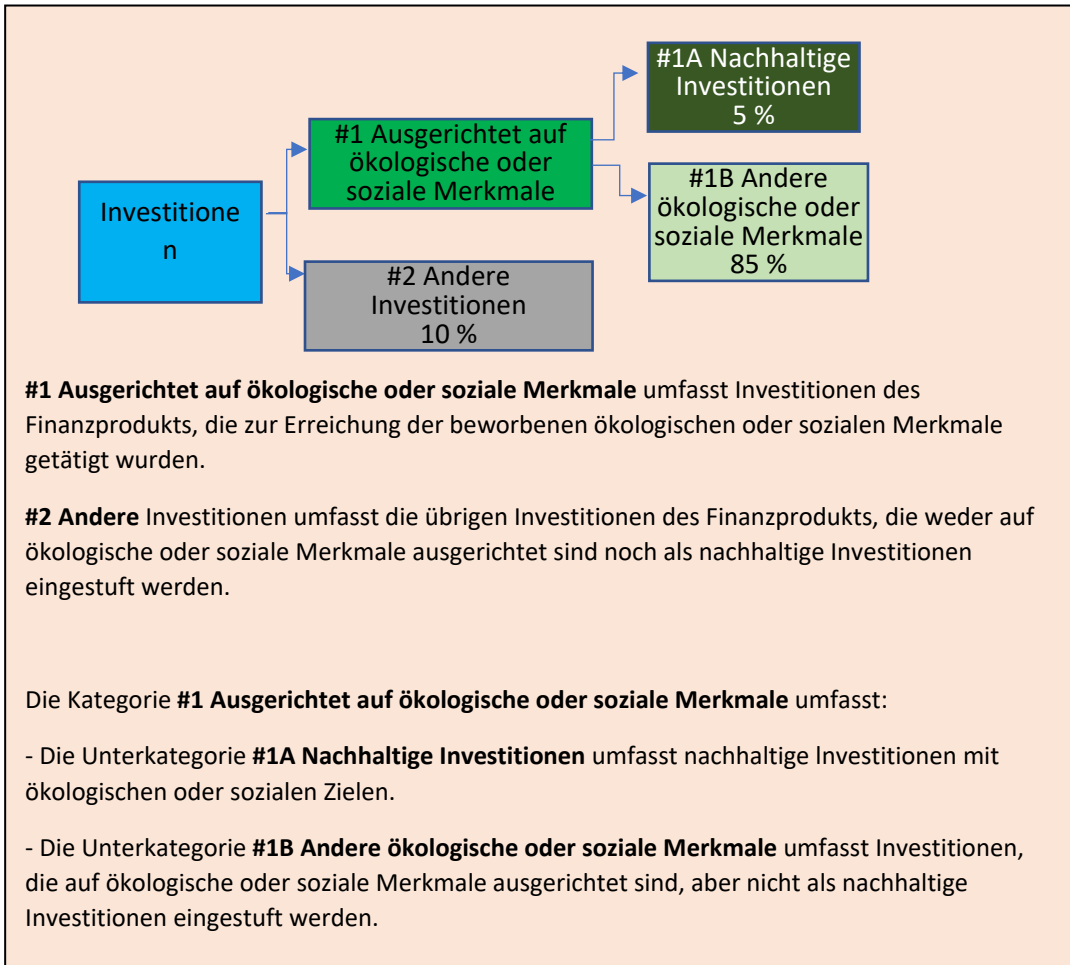 #1A Nachhaltige
Investitionen
5 %
#1 Ausgerichtet auf
ökologische oder
soziale Merkmale
#1B Andere
ökologische oder
soziale Merkmale
85 %
Investitione
n
#2 Andere
Investitionen
10 %
#1 Ausgerichtet auf ökologische oder soziale Merkmale umfasst Investitionen des
Finanzprodukts, die zur Erreichung der beworbenen ökologischen oder sozialen Merkmale
getätigt wurden.
#2 Andere Investitionen umfasst die übrigen Investitionen des Finanzprodukts, die weder auf
ökologische oder soziale Merkmale ausgerichtet sind noch als nachhaltige Investitionen
eingestuft werden.
Die Kategorie #1 Ausgerichtet auf ökologische oder soziale Merkmale umfasst:
- Die Unterkategorie #1A Nachhaltige Investitionen umfasst nachhaltige lnvestitionen mit
ökologischen oder sozialen Zielen.
- Die Unterkategorie #1B Andere ökologische oder soziale Merkmale umfasst Investitionen,
die auf ökologische oder soziale Merkmale ausgerichtet sind, aber nicht als nachhaltige
Investitionen eingestuft werden.